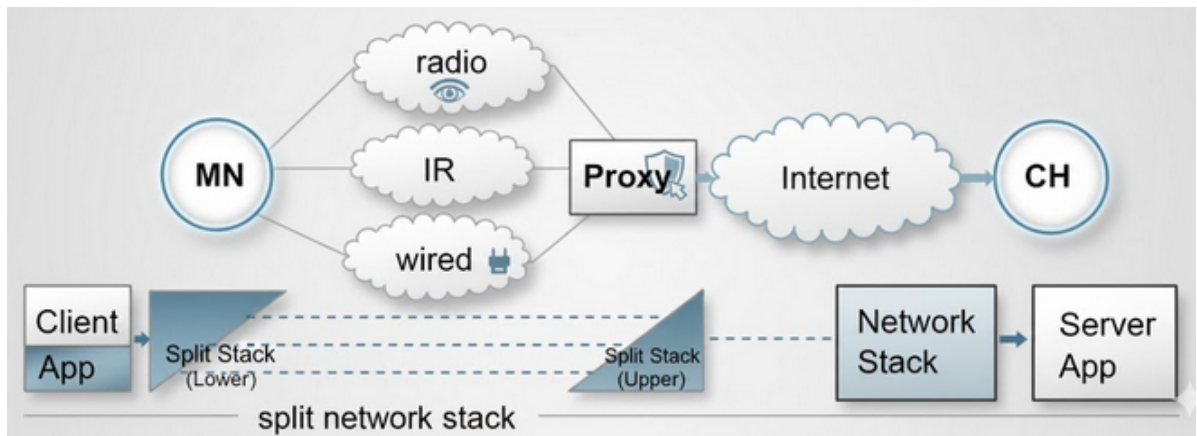 radio
MN
IR
Proxy
Internet
CH
wired
Client
App
Split Stack
(Lower)
Split Stack
(Upper)
Network
Stack
Server
App
split network stack